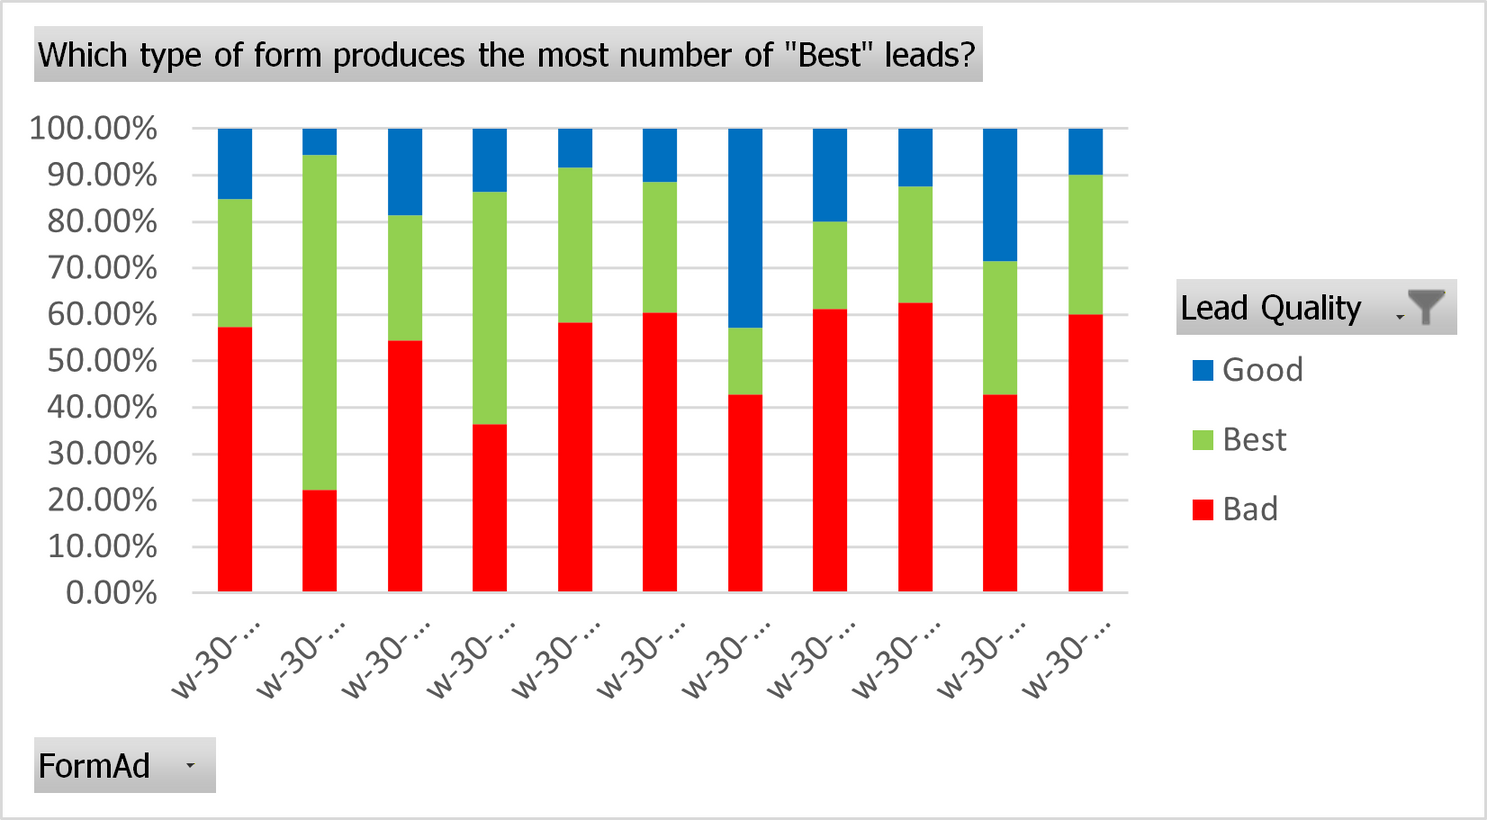 Which type of form produces the most number of "Best" leads?
100.00%
90.00%
80.00%
70.00%
60.00%
50.00%
40.00%
30.00%
20.00%
10.00%
0.00%
w-30-...
w-30-...
w-30-...
w-30-...
w-30-...
w-30-...
w-30-...
w-30-...
w-30-...
w-30-...
w-30-...
Lead Quality
Good
Best
Bad
FormAd